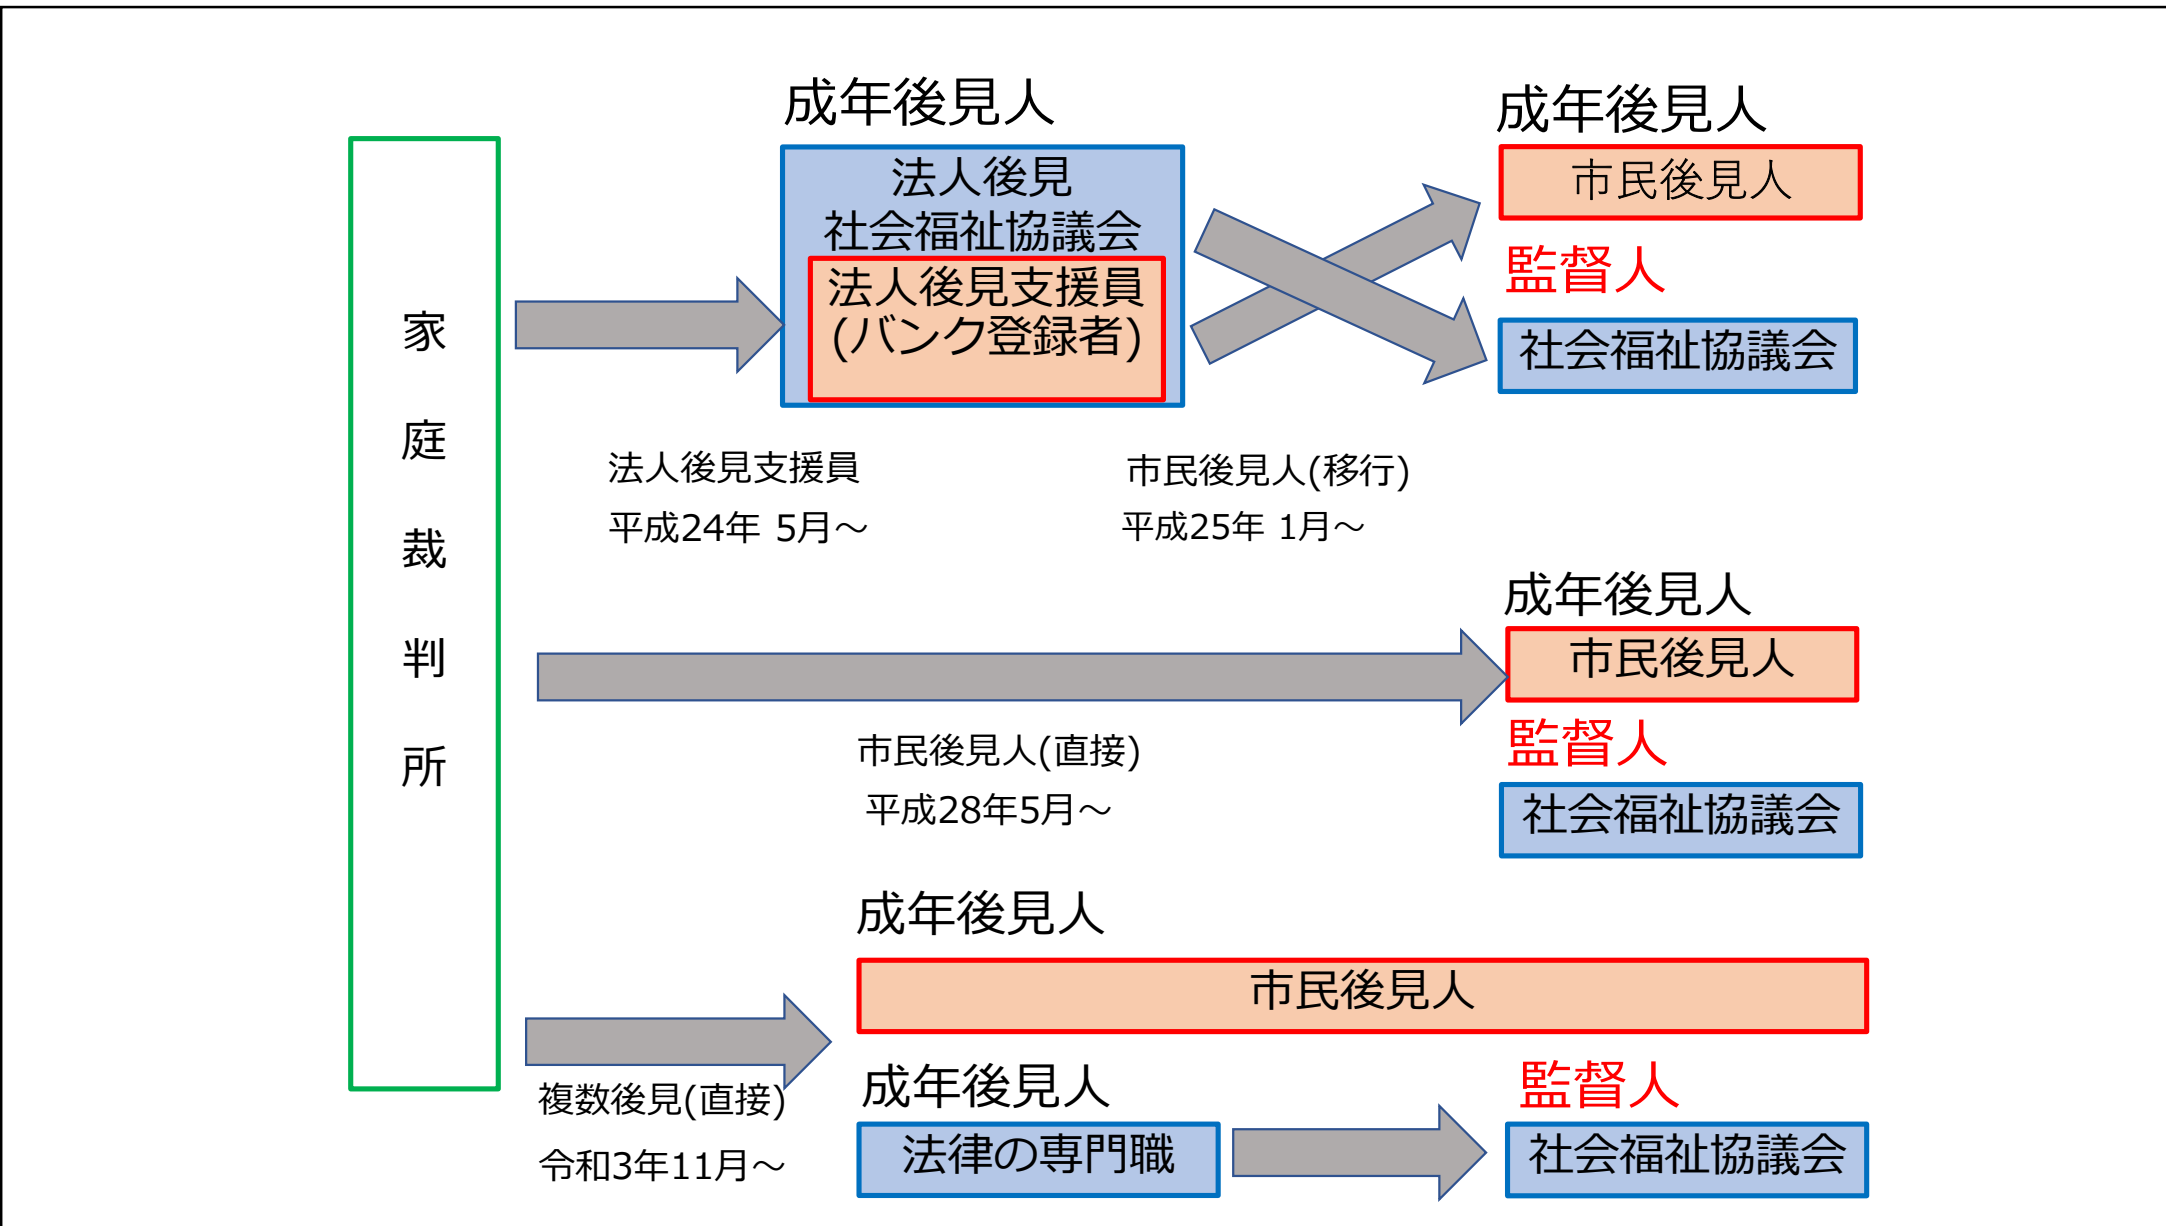 家庭裁判所
成年後見人
法人後見
社会福祉協議会
法人後見支援員
(バンク登録者)
成年後見人
市民後見人
監督人
社会福祉協議会
法人後見支援員
平成24年 5月～
市民後見人(移行)
平成25年 1月～
成年後見人
市民後見人
監督人
社会福祉協議会
市民後見人(直接)
平成28年5月～
成年後見人
市民後見人
複数後見(直接)
令和3年11月～
成年後見人
法律の専門職
監督人
社会福祉協議会